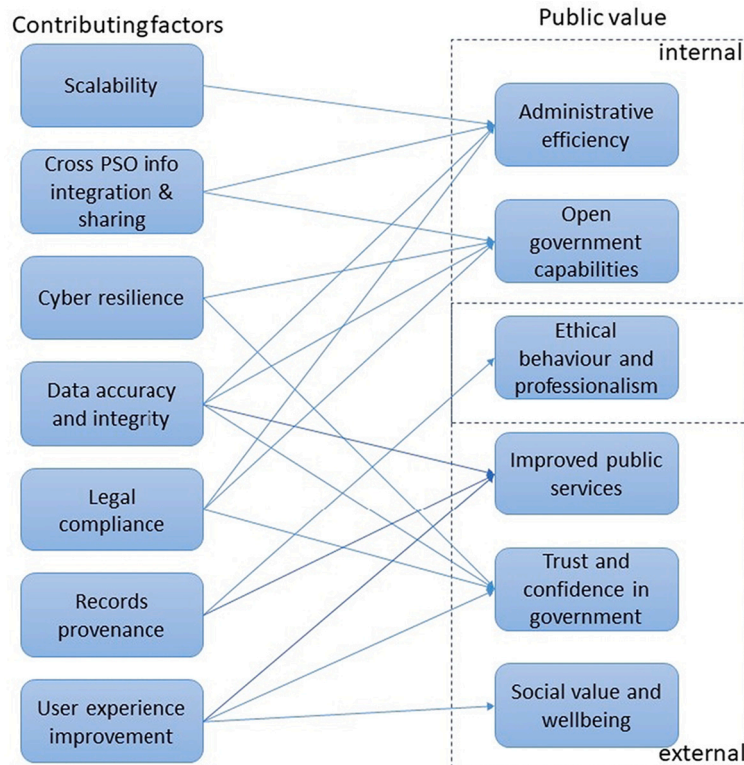 Contributing factors
Scalability
Cross PSO info
integration &
sharing
Cyber resilience
Data accuracy
and integrity
Legal
compliance
Records
provenance
User experience
improvement
Public value
internal
Administrative
efficiency
Open
government
capabilities
Ethical
behaviour and
professionalism
Improved public
services
Trust and
confidence in
government
Social value and
wellbeing
external